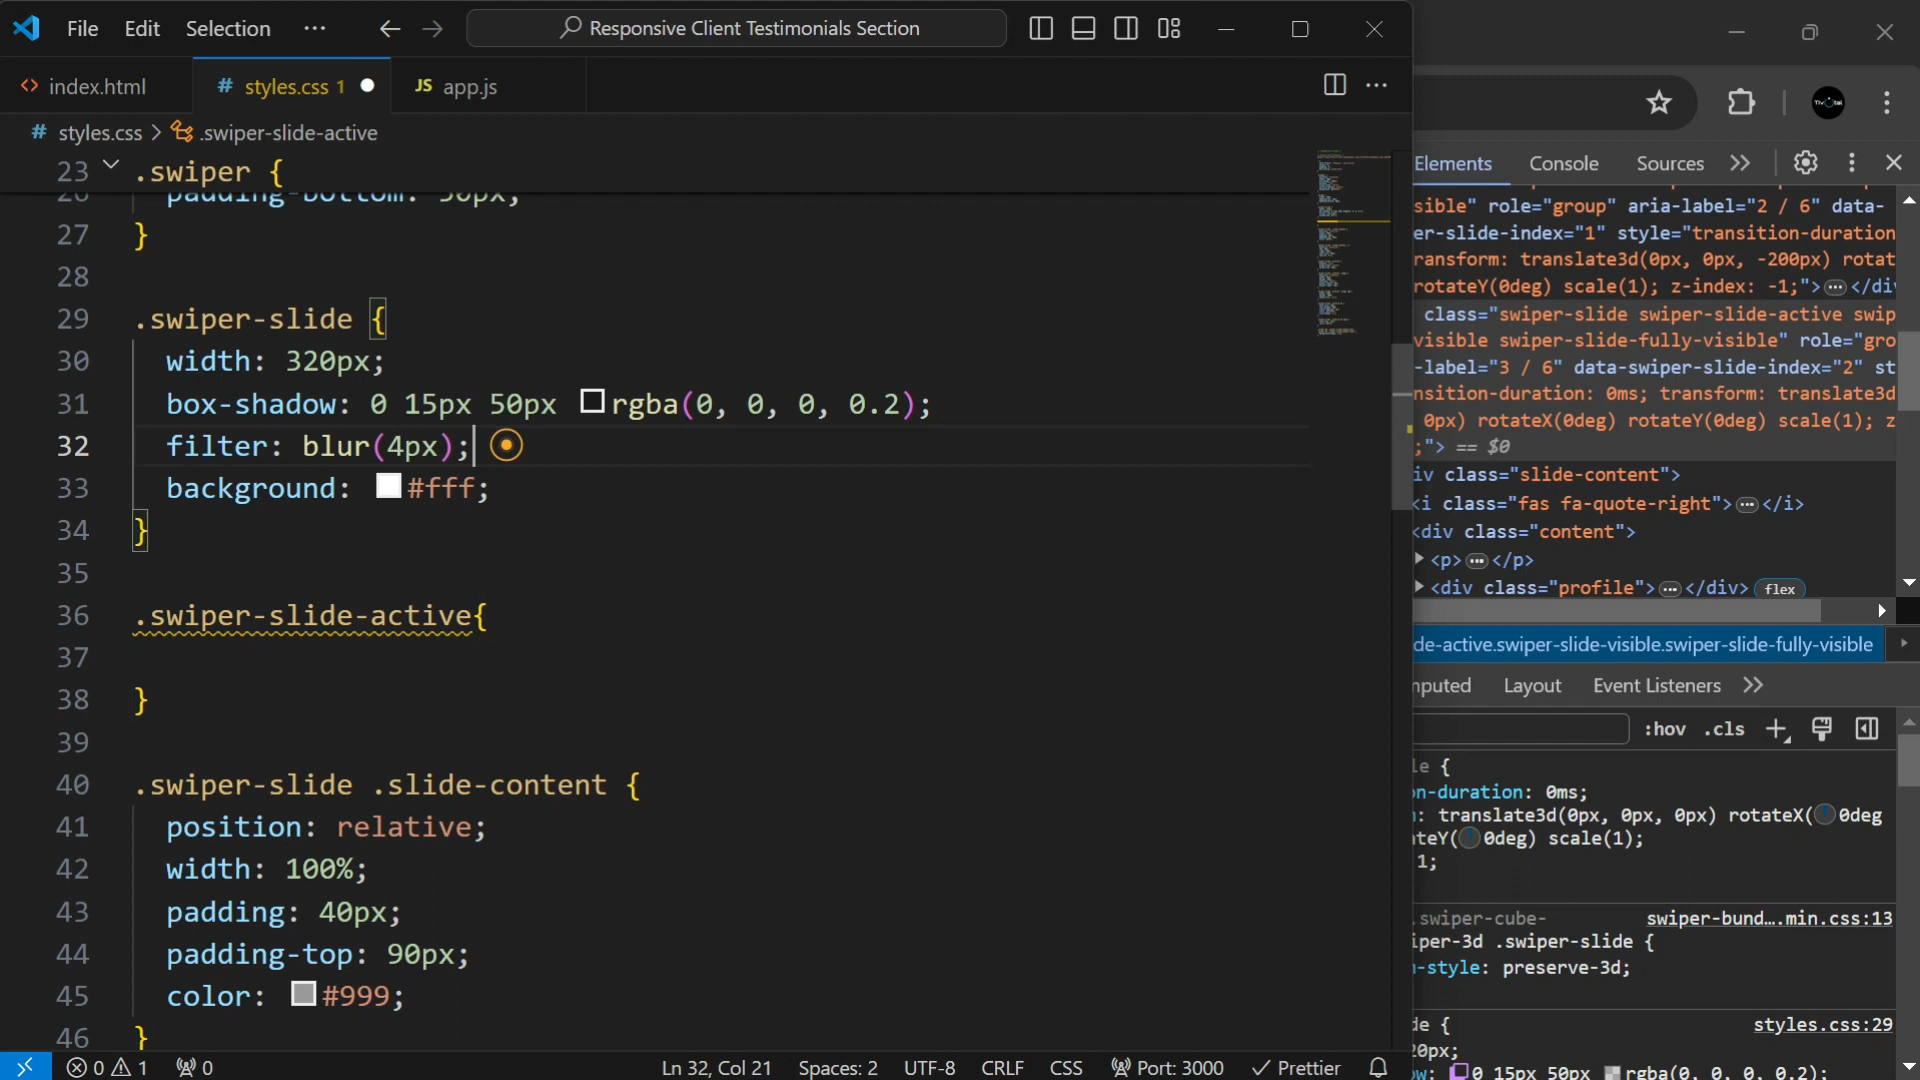 File Edit Selection ···
Responsive Client Testimonials Section
index.html
# styles.css 1
JS app.js
# styles.css > .swiper-slide-active
23 .swiper {
26 padding-bottom: 50px;
27 }
28
29 .swiper-slide {
30 width: 320px;
31 box-shadow: 0 15px 50px rgba(0, 0, 0, 0.2);
32 filter: blur(4px);
33 background: #fff;
34 }
35
36 .swiper-slide-active{
37
38 }
39
40 .swiper-slide .slide-content {
41 position: relative;
42 width: 100%;
43 padding: 40px;
44 padding-top: 90px;
45 color: #999;
46 }
0 1 0 Ln 32, Col 21 Spaces: 2 UTF-8 CRLF CSS Port: 3000 Prettier
Elements Console Sources
sible" role="group" aria-label="2 / 6" data-
er-slide-index="1" style="transition-duration
ransform: translate3d(0px, 0px, -200px) rotat
rotateY(0deg) scale(1); z-index: -1;"> </div
class="swiper-slide swiper-slide-active swip
visible swiper-slide-fully-visible" role="gro
-label="3 / 6" data-swiper-slide-index="2" st
nsition-duration: 0ms; transform: translate3d
0px) rotateX(0deg) rotateY(0deg) scale(1); z
;"> == $0
iv class="slide-content">
<i class="fas fa-quote-right"> </i>
<div class="content">
<p> </p>
<div class="profile"> </div> flex
de-active.swiper-slide-visible.swiper-slide-fully-visible
mputed Layout Event Listeners
:hov .cls
le {
on-duration: 0ms;
: translate3d(0px, 0px, 0px) rotateX( 0deg
ateY( 0deg) scale(1);
1;
.swiper-cube- swiper-bund….min.css:13
iper-3d .swiper-slide {
-style: preserve-3d;
de { styles.css:29
20px;
ow: 0 15px 50px rgba(0, 0, 0, 0.2);